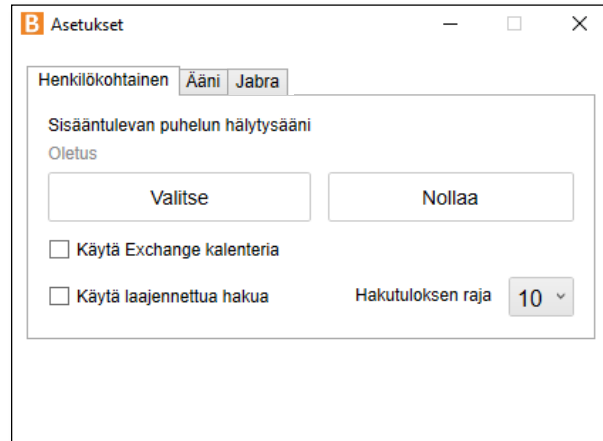 B Asetukset
Henkilökohtainen Ääni Jabra
Sisääntulevan puhelun hälytysääni
Oletus
Valitse Nollaa
Käytä Exchange kalenteria
Käytä laajennettua hakua Hakutuloksen raja 10